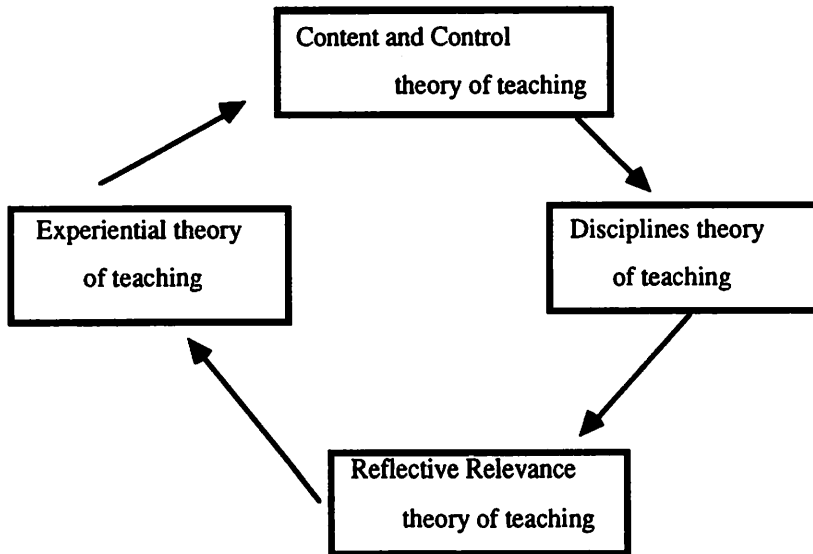 Content and Control
theory of teaching
Experiential theory
of teaching
Disciplines theory
of teaching
Reflective Relevance
theory of teaching